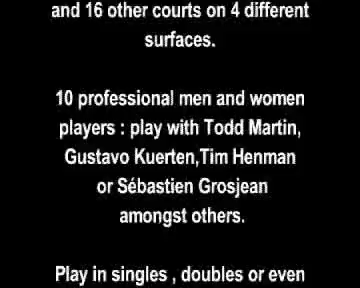 and 16 other courts on 4 different
surfaces.
10 professional men and women
players : play with Todd Martin,
Gustavo Kuerten,Tim Henman
or Sébastien Grosjean
amongst others.
Play in singles , doubles or even